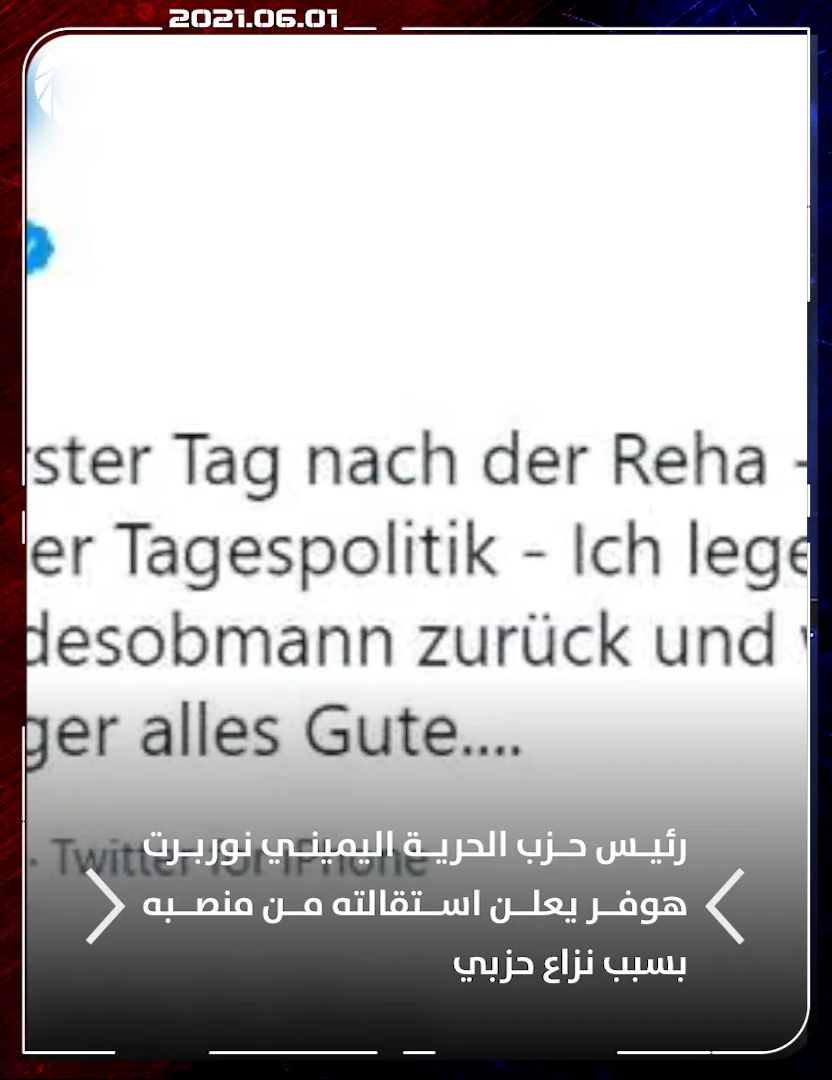 2021.06.01
rster Tag nach der Reha -
er Tagespolitik - Ich lege
desobmann zurück und
ger alles Gute....
· Twitter for iPhone
رئيس حزب الحرية اليميني نوربرت
هوفر يعلن استقالته من منصبه
بسبب نزاع حزبي